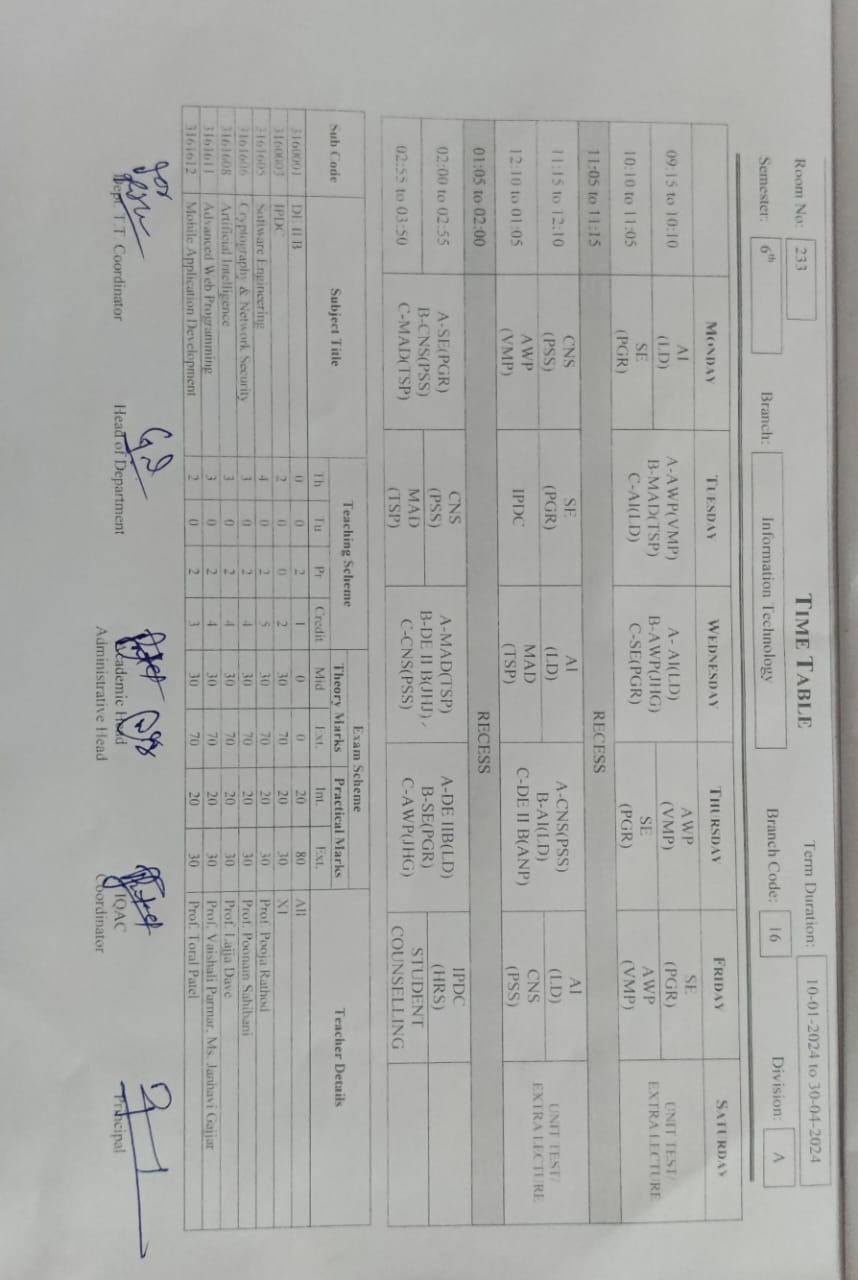 TIME TABLE
Term Duration: 10-01-2024 to 30-04-2024
Room No: 233
Semester: 6th Branch: Information Technology Branch Code: 16 Division: A
MONDAY TUESDAY WEDNESDAY THURSDAY FRIDAY SATURDAY
09:15 to 10:10 AI (LD) A-AWP(VMP) B-MAD(TSP) C-AI(LD) A- AI(LD) B-AWP(JHG) C-SE(PGR) AWP (VMP) SE (PGR) UNIT TEST/ EXTRA LECTURE
10:10 to 11:05 SE (PGR) SE (PGR) AWP (VMP)
11:05 to 11:15 RECESS
11:15 to 12:10 CNS (PSS) SE (PGR) AI (LD) A-CNS(PSS) B-AI(LD) C-DE II B(ANP) AI (LD) UNIT TEST/ EXTRA LECTURE
12:10 to 01:05 AWP (VMP) IPDC MAD (TSP) CNS (PSS)
01:05 to 02:00 RECESS
02:00 to 02:55 A-SE(PGR) B-CNS(PSS) C-MAD(TSP) CNS (PSS) A-MAD(TSP) B-DE II B(JHJ) C-CNS(PSS) A-DE IIB(LD) B-SE(PGR) C-AWP(JHG) IPDC (HRS)
02:55 to 03:50 MAD (TSP) STUDENT COUNSELLING
Sub Code Subject Title Teaching Scheme Exam Scheme Teacher Details
Theory Marks Practical Marks
Th Tu Pr Credit Mid Ext. Int. Ext.
3160001 DE II B 0 0 2 1 0 0 20 80 All
3160003 IPDC 2 0 0 2 30 70 20 30 XI
3161605 Software Engineering 4 0 2 5 30 70 20 30 Prof. Pooja Rathod
3161606 Cryptography & Network Security 3 0 2 4 30 70 20 30 Prof. Poonam Sahibani
3161608 Artificial Intelligence 3 0 2 4 30 70 20 30 Prof. Lajja Dave
3161611 Advanced Web Programming 3 0 2 4 30 70 20 30 Prof. Vaishali Parmar, Ms. Janhavi Gajjar
3161612 Mobile Application Development 2 0 2 3 30 70 20 30 Prof. Toral Patel
for
Dept. T.T. Coordinator Head of Department Academic Head IQAC Principal
Administrative Head Coordinator